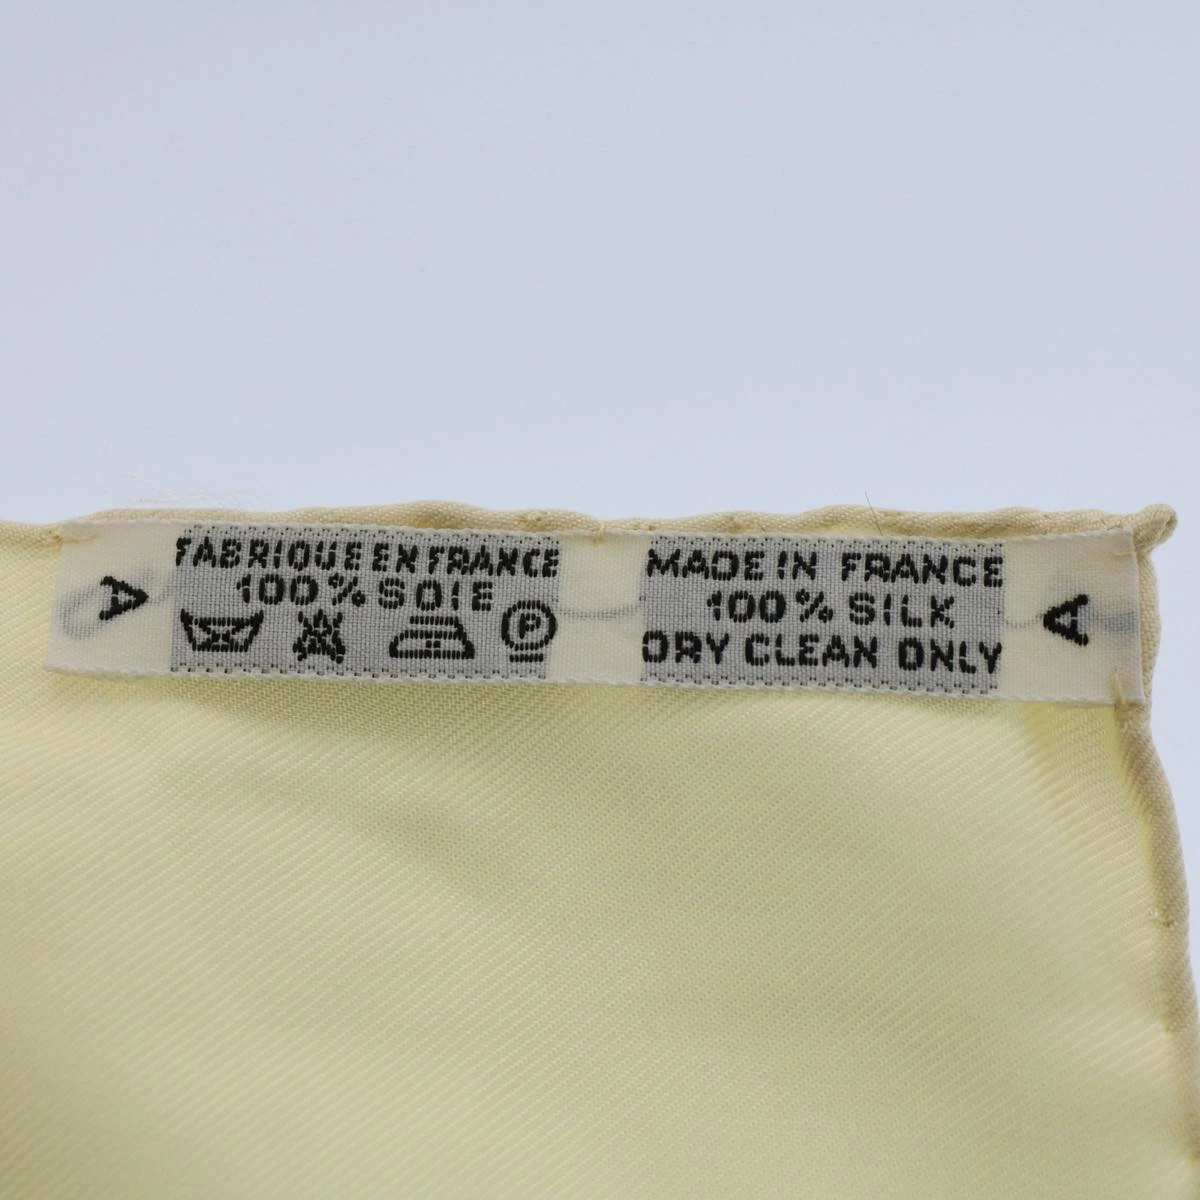 A
FABRIQUE EN FRANCE
100% SOIE
P
MADE IN FRANCE
100% SILK
DRY CLEAN ONLY
A